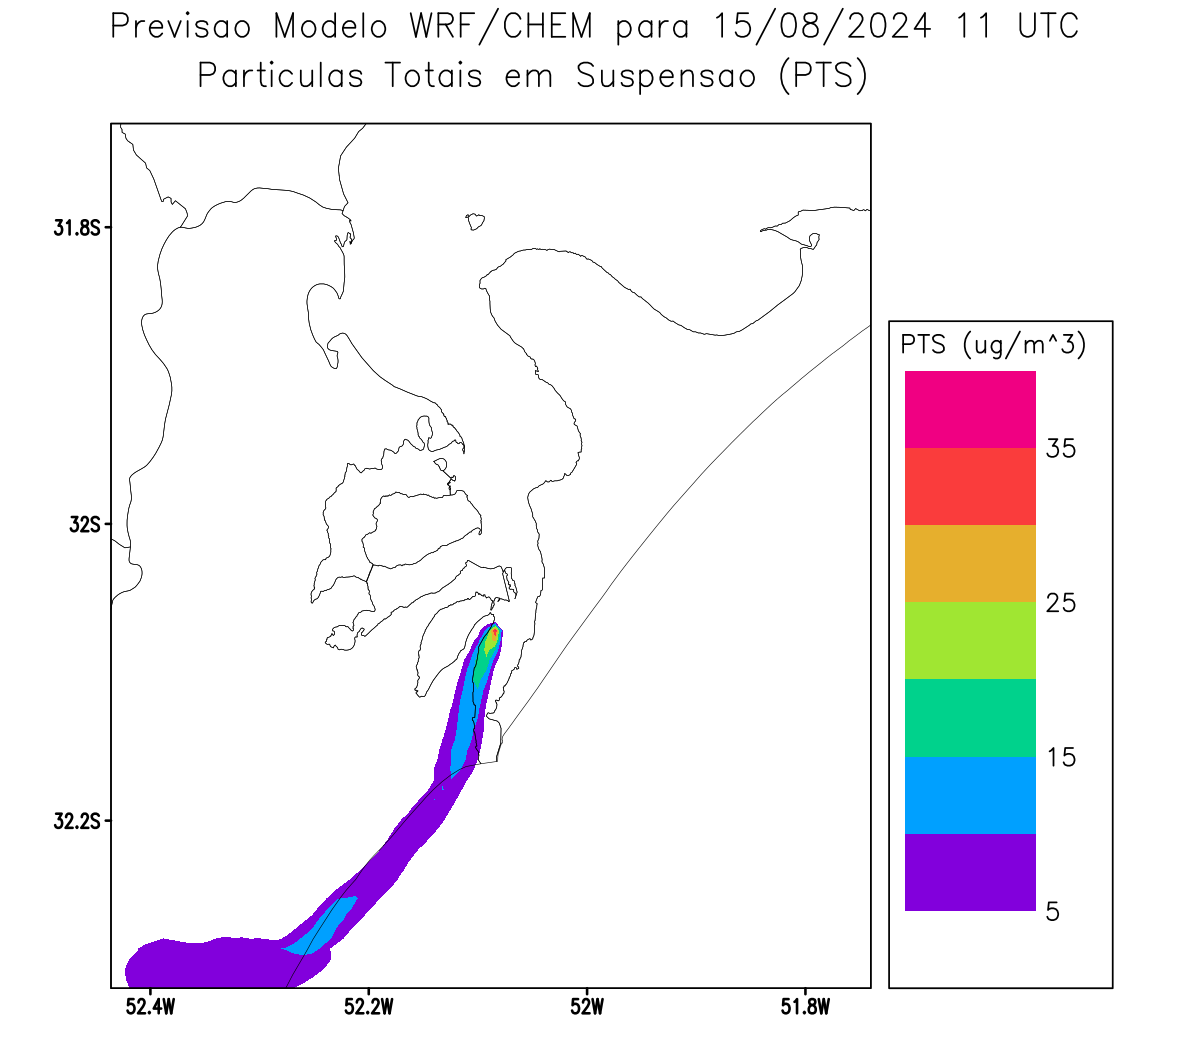 Previsao Modelo WRF/CHEM para 15/08/2024 11 UTC
Particulas Totais em Suspensao (PTS)
31.8S
32S
32.2S
52.4W 52.2W 52W 51.8W
PTS (ug/m^3)
35
25
15
5